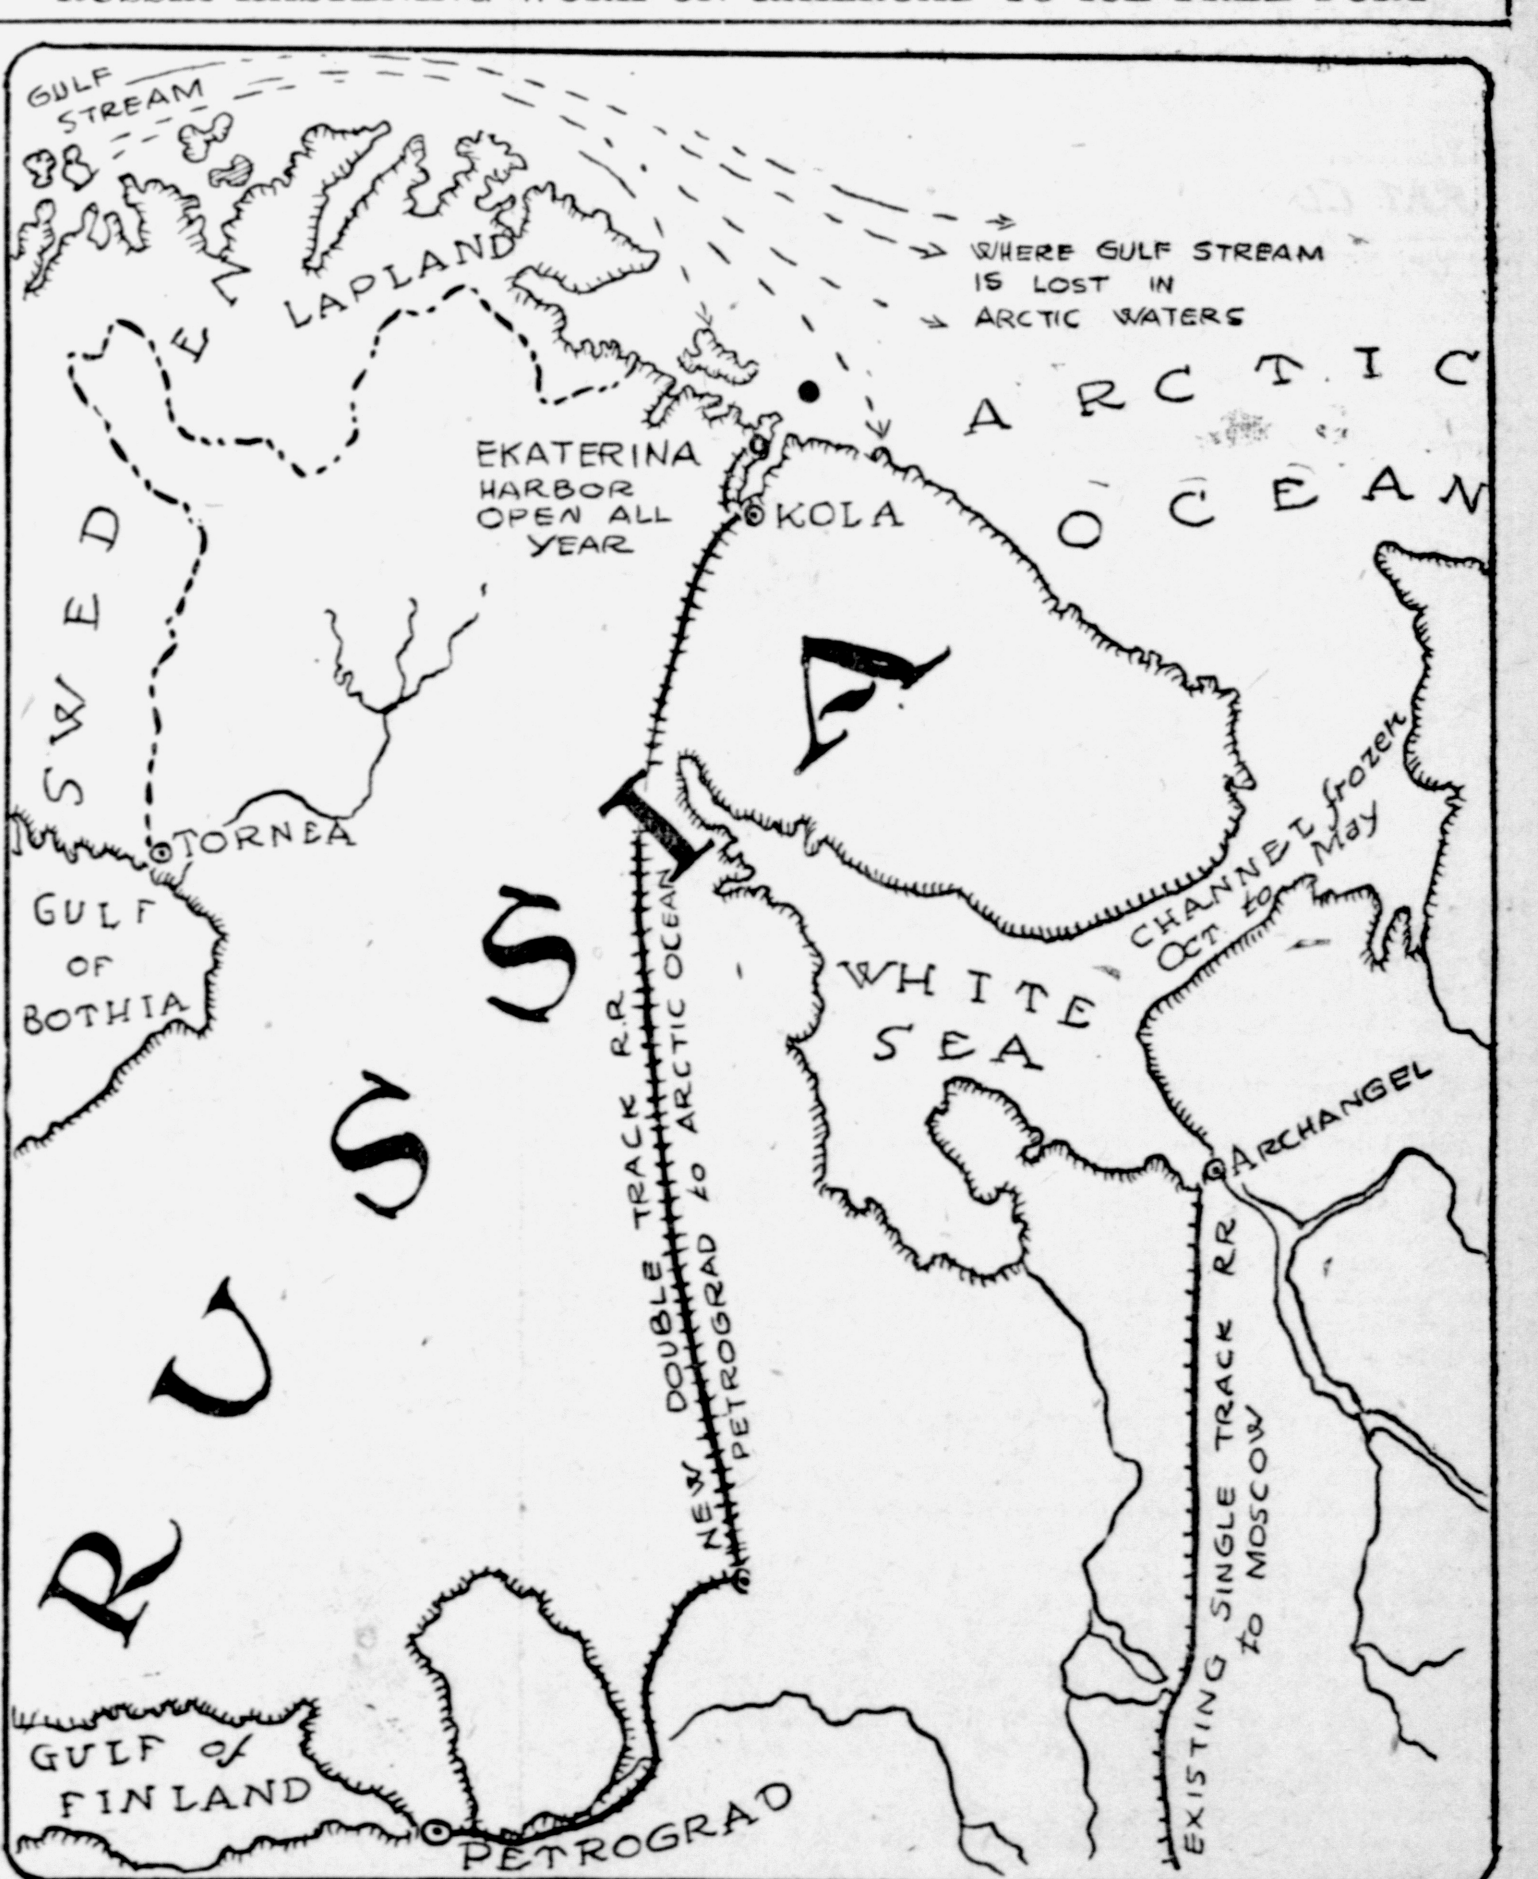 GULF
STREAM
LAPLAND
WHERE GULF STREAM
IS LOST IN
ARCTIC WATERS
ARCTIC
OCEAN
SWEDEN
EKATERINA
HARBOR
OPEN ALL
YEAR
KOLA
TORNEA
GULF
OF
BOTHIA
RUSSIA
CHANNEL frozen
OCT. to May
WHITE
SEA
ARCHANGEL
NEW DOUBLE TRACK R.R
PETROGRAD to ARCTIC OCEAN
EXISTING SINGLE TRACK RR
to MOSCOW
GULF of
FINLAND
PETROGRAD